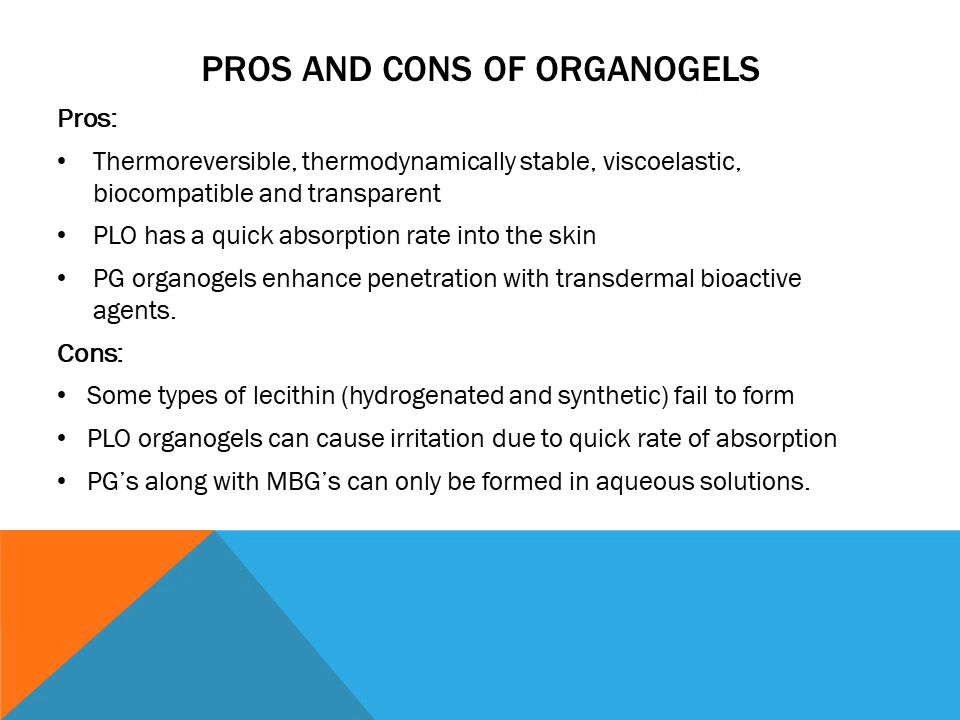 PROS AND CONS OF ORGANOGELS
Pros:
• Thermoreversible, thermodynamically stable, viscoelastic,
biocompatible and transparent
• PLO has a quick absorption rate into the skin
• PG organogels enhance penetration with transdermal bioactive
agents.
Cons:
• Some types of lecithin (hydrogenated and synthetic) fail to form
• PLO organogels can cause irritation due to quick rate of absorption
• PG’s along with MBG’s can only be formed in aqueous solutions.